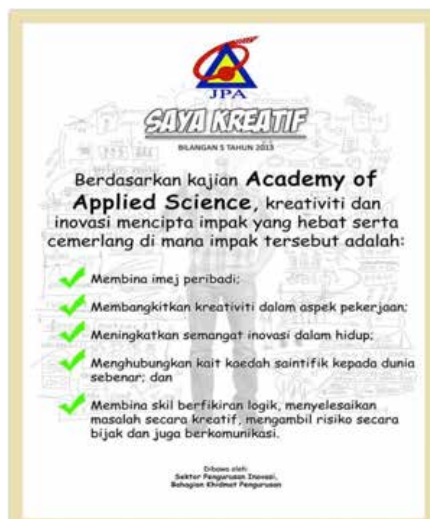 JPA
SAYA KREATIF
BILANGAN 5 TAHUN 2013
Berdasarkan kajian Academy of
Applied Science, kreativiti dan
inovasi mencipta impak yang hebat serta
cemerlang di mana impak tersebut adalah:
Membina imej peribadi;
Membangkitkan kreativiti dalam aspek pekerjaan;
Meningkatkan semangat inovasi dalam hidup;
Menghubungkan kait kaedah saintifik kepada dunia
sebenar; dan
Membina skil berfikiran logik, menyelesaikan
masalah secara kreatif, mengambil risiko secara
bijak dan juga berkomunikasi.
Dibawa oleh:
Sektor Pengurusan Inovasi,
Bahagian Khidmat Pengurusan